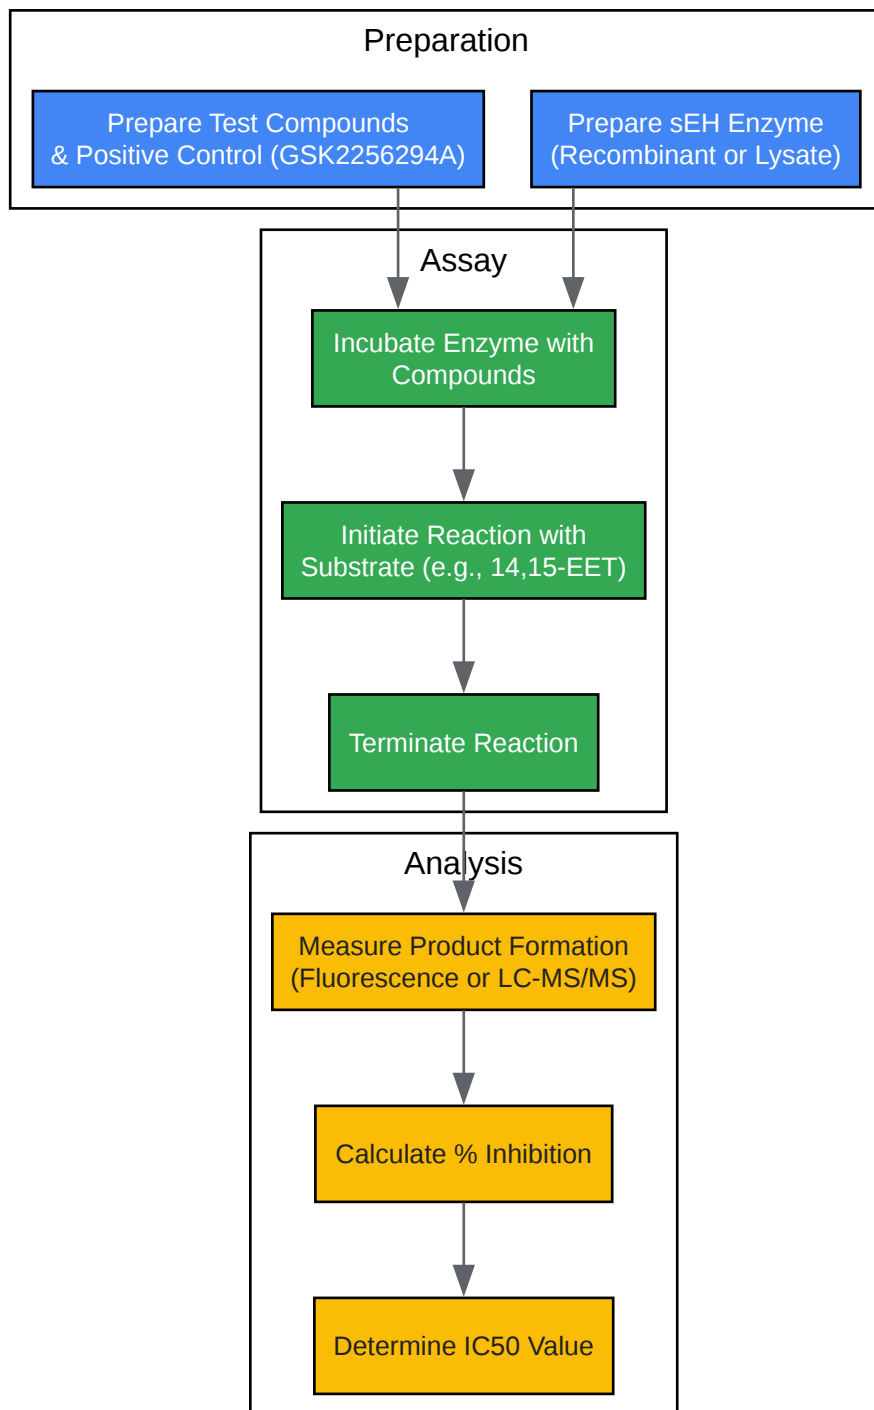 Preparation
Prepare Test Compounds
& Positive Control (GSK2256294A)
Prepare sEH Enzyme
(Recombinant or Lysate)
Assay
Incubate Enzyme with
Compounds
Initiate Reaction with
Substrate (e.g., 14,15-EET)
Terminate Reaction
Analysis
Measure Product Formation
(Fluorescence or LC-MS/MS)
Calculate % Inhibition
Determine IC50 Value